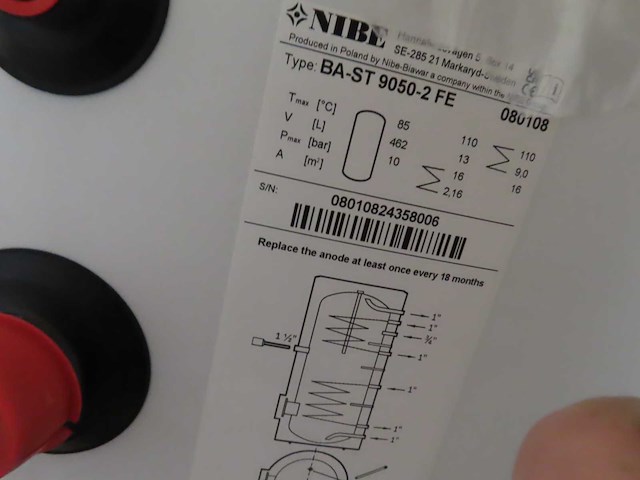 NIBE
SE-285 21 Markaryd-Sweden
Produced in Poland by Nibe-Biawar a company within the
Type: BA-ST 9050-2 FE 080108
Tmax [°C] 85 110 110
V [L] 462 13 9,0
Pmax [bar] 10 16 16
A [m²] 2,16
S/N: 08010824358006
Replace the anode at least once every 18 months
1"
1"
¾"
1 ½"
1"
1"
1"
1"